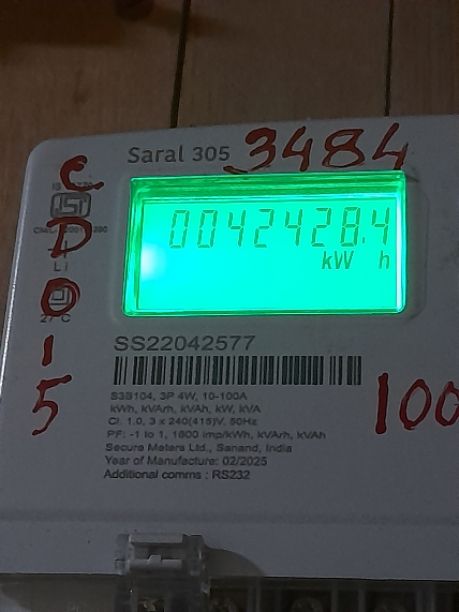 Saral 305 3484
0042428.4
kW h
C
D
0
1
5
SS22042577
S3B104, 3P 4W, 10-100A
kWh, kVArh, kVAh, kW, kVA
Cl. 1.0, 3 x 240(415)V, 50Hz
PF: -1 to 1, 1600 imp/kWh, kVArh, kVAh
Secure Meters Ltd., Sanand, India
Year of Manufacture: 02/2025
Additional comms : RS232
100